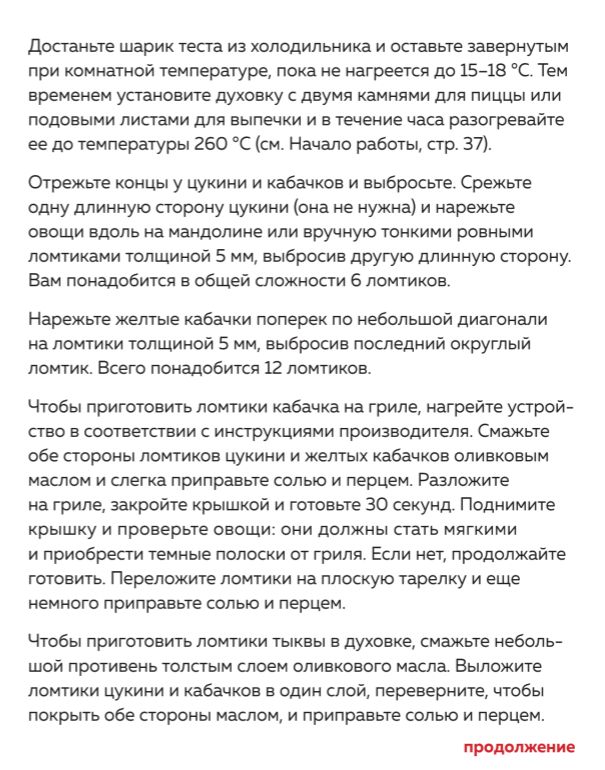 Достаньте шарик теста из холодильника и оставьте завернутым
при комнатной температуре, пока не нагреется до 15–18 °C. Тем
временем установите духовку с двумя камнями для пиццы или
подовыми листами для выпечки и в течение часа разогревайте
ее до температуры 260 °C (см. Начало работы, стр. 37).
Отрежьте концы у цукини и кабачков и выбросьте. Срежьте
одну длинную сторону цукини (она не нужна) и нарежьте
овощи вдоль на мандолине или вручную тонкими ровными
ломтиками толщиной 5 мм, выбросив другую длинную сторону.
Вам понадобится в общей сложности 6 ломтиков.
Нарежьте желтые кабачки поперек по небольшой диагонали
на ломтики толщиной 5 мм, выбросив последний округлый
ломтик. Всего понадобится 12 ломтиков.
Чтобы приготовить ломтики кабачка на гриле, нагрейте устрой-
ство в соответствии с инструкциями производителя. Смажьте
обе стороны ломтиков цукини и желтых кабачков оливковым
маслом и слегка приправьте солью и перцем. Разложите
на гриле, закройте крышкой и готовьте 30 секунд. Поднимите
крышку и проверьте овощи: они должны стать мягкими
и приобрести темные полоски от гриля. Если нет, продолжайте
готовить. Переложите ломтики на плоскую тарелку и еще
немного приправьте солью и перцем.
Чтобы приготовить ломтики тыквы в духовке, смажьте неболь-
шой противень толстым слоем оливкового масла. Выложите
ломтики цукини и кабачков в один слой, переверните, чтобы
покрыть обе стороны маслом, и приправьте солью и перцем.
продолжение